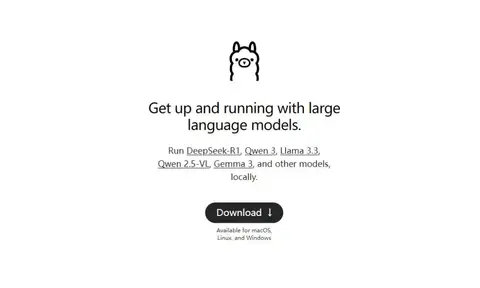 Get up and running with large
language models.
Run DeepSeek-R1, Qwen 3, Llama 3.3,
Qwen 2.5-VL, Gemma 3, and other models,
locally.
Download ↓
Available for macOS,
Linux, and Windows